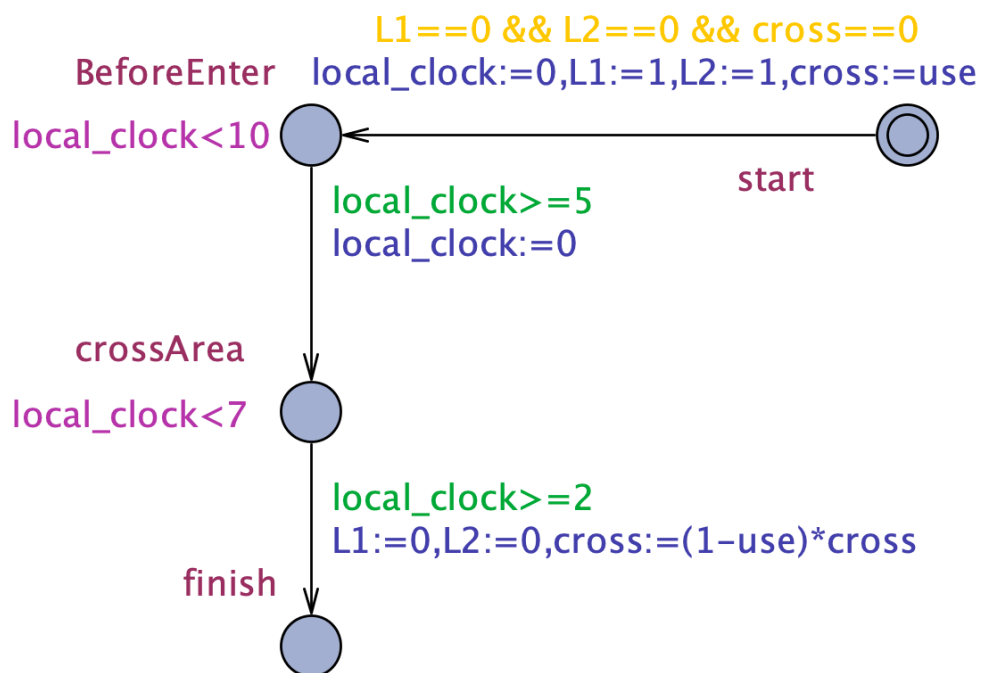 L1==0 && L2==0 && cross==0
BeforeEnter
local_clock:=0,L1:=1,L2:=1,cross:=use
local_clock<10
start
local_clock>=5
local_clock:=0
crossArea
local_clock<7
local_clock>=2
L1:=0,L2:=0,cross:=(1-use)*cross
finish